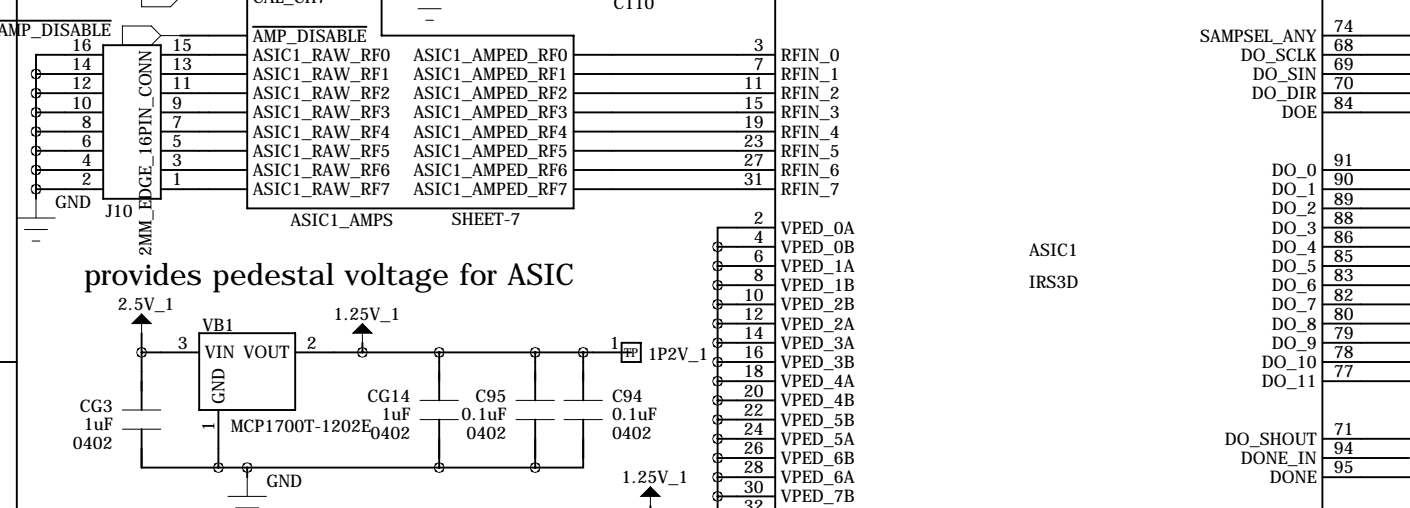 CAL_CH7
C110
AMP_DISABLE
AMP_DISABLE
16 15 ASIC1_RAW_RF0 ASIC1_AMPED_RF0 3 RFIN_0
14 13 ASIC1_RAW_RF1 ASIC1_AMPED_RF1 7 RFIN_1
12 11 ASIC1_RAW_RF2 ASIC1_AMPED_RF2 11 RFIN_2
10 9 ASIC1_RAW_RF3 ASIC1_AMPED_RF3 15 RFIN_3
8 7 ASIC1_RAW_RF4 ASIC1_AMPED_RF4 19 RFIN_4
6 5 ASIC1_RAW_RF5 ASIC1_AMPED_RF5 23 RFIN_5
4 3 ASIC1_RAW_RF6 ASIC1_AMPED_RF6 27 RFIN_6
2 1 ASIC1_RAW_RF7 ASIC1_AMPED_RF7 31 RFIN_7
GND
J10
2MM_EDGE_16PIN_CONN
ASIC1_AMPS SHEET-7
provides pedestal voltage for ASIC
2.5V_1
VB1
1.25V_1
3 VIN VOUT 2
GND
1
MCP1700T-1202E
1 TP 1P2V_1
CG3
1uF
0402
CG14
1uF
0402
C95
0.1uF
0402
C94
0.1uF
0402
GND
1.25V_1
2 VPED_0A
4 VPED_0B
6 VPED_1A
8 VPED_1B
10 VPED_2B
12 VPED_2A
14 VPED_3A
16 VPED_3B
18 VPED_4A
20 VPED_4B
22 VPED_5B
24 VPED_5A
26 VPED_6B
28 VPED_6A
30 VPED_7B
32
ASIC1
IRS3D
SAMPSEL_ANY 74
DO_SCLK 68
DO_SIN 69
DO_DIR 70
DOE 84
DO_0 91
DO_1 90
DO_2 89
DO_3 88
DO_4 86
DO_5 85
DO_6 83
DO_7 82
DO_8 80
DO_9 79
DO_10 78
DO_11 77
DO_SHOUT 71
DONE_IN 94
DONE 95